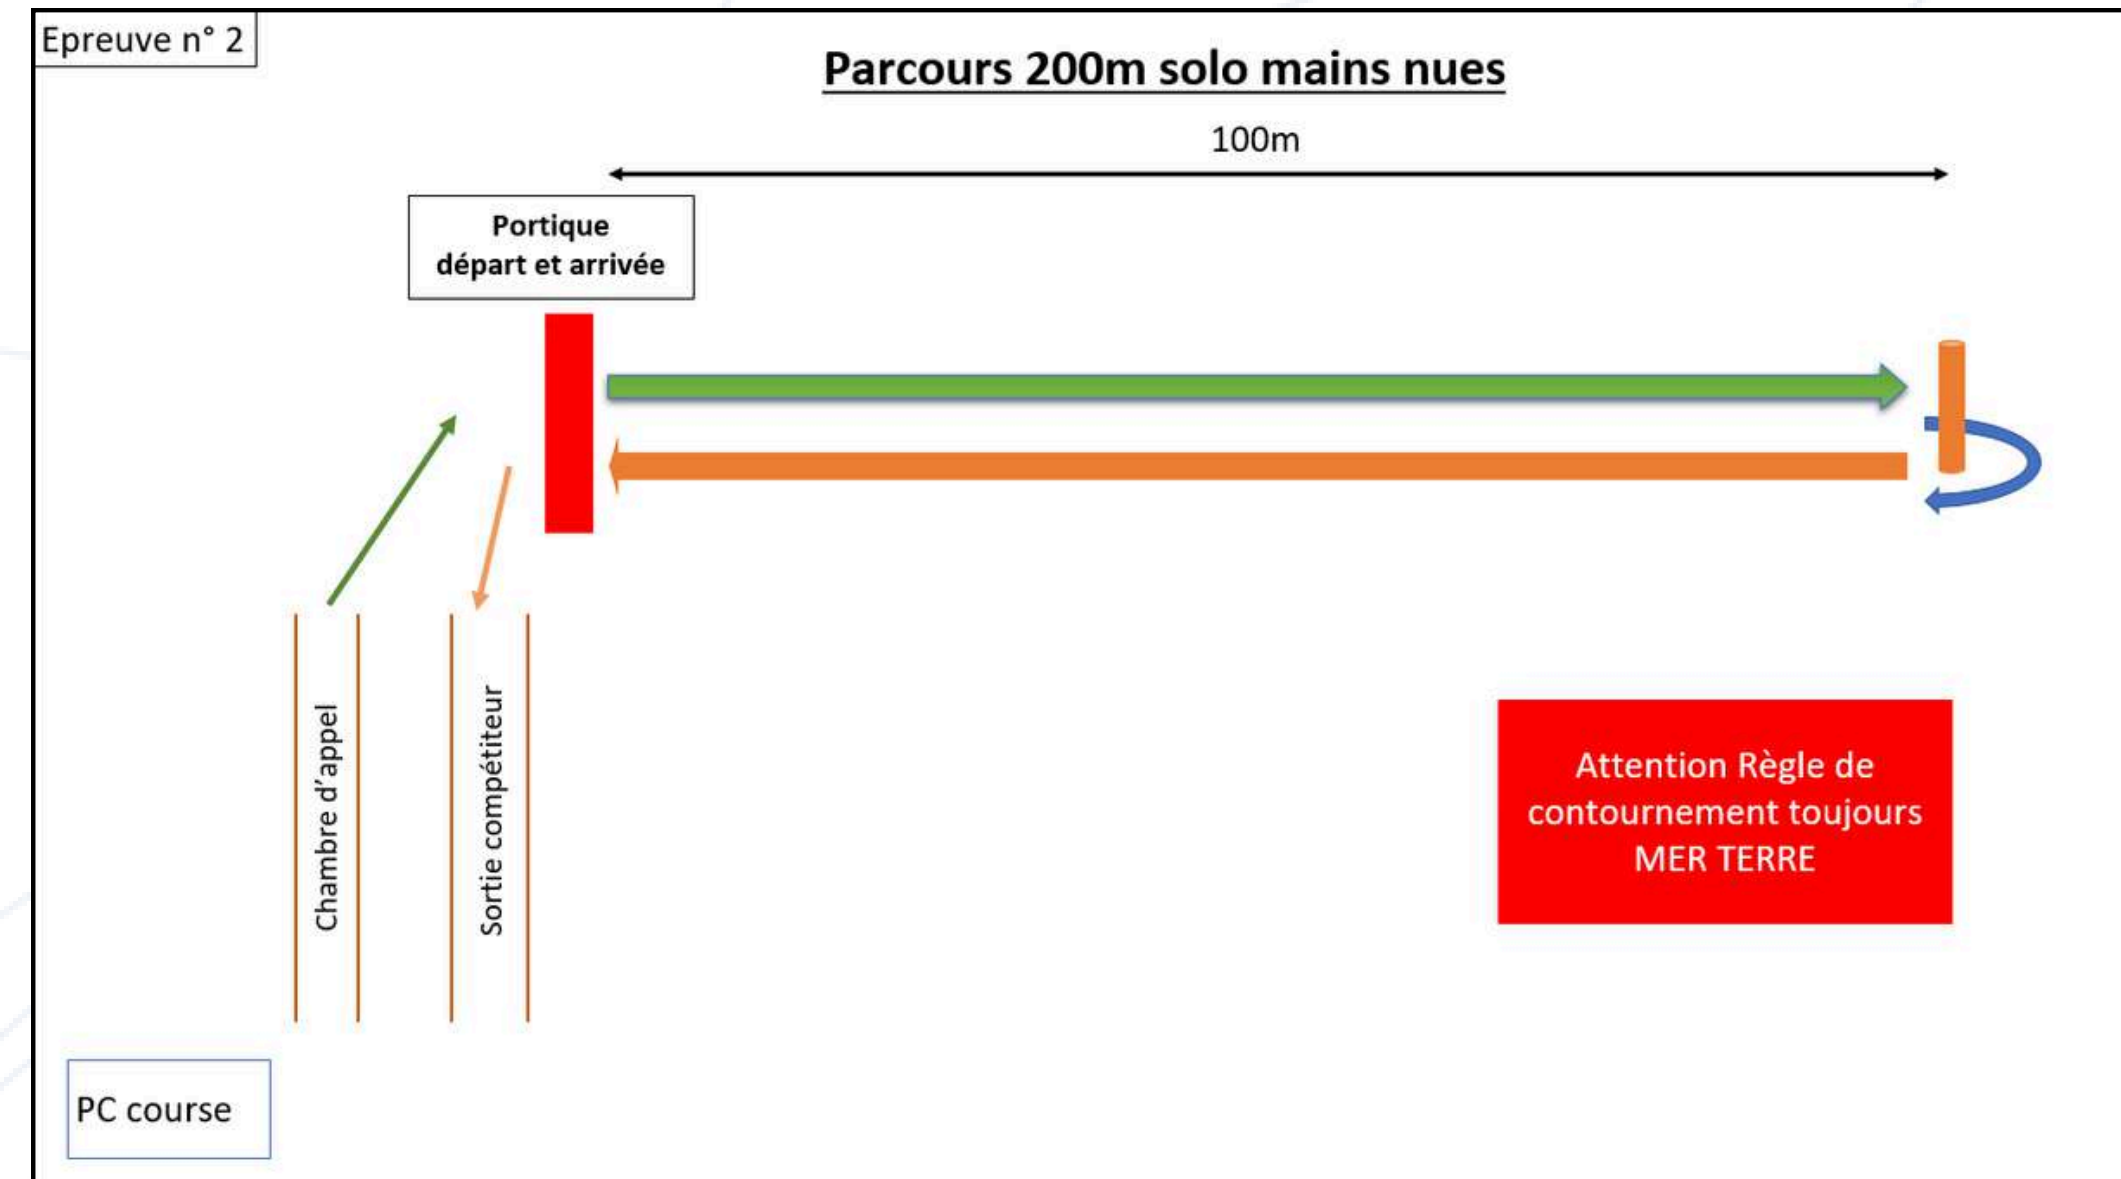 Epreuve n° 2
Parcours 200m solo mains nues
100m
Portique
départ et arrivée
Chambre d'appel
Sortie compétiteur
Attention Règle de
contournement toujours
MER TERRE
PC course